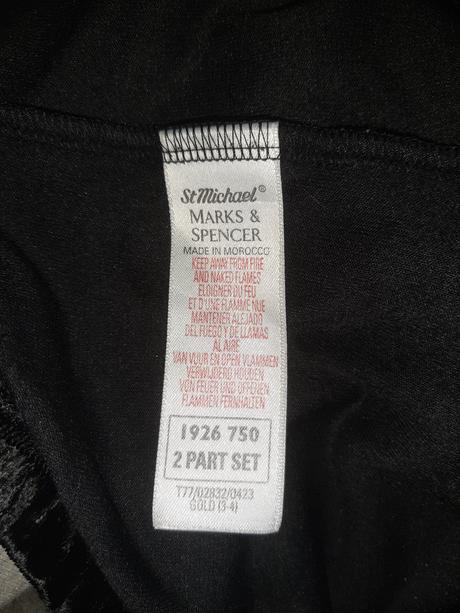 StMichael®
MARKS &
SPENCER
MADE IN MOROCCO
KEEP AWAY FROM FIRE
AND NAKED FLAMES
ELOIGNER DU FEU
ET D'UNE FLAMME NUE
MANTENER ALEJADO
DEL FUEGO Y DE LLAMAS
AL AIRE
VAN VUUR EN OPEN VLAMMEN
VERWIJDERD HOUDEN
VON FEUER UND OFFENEN
FLAMMEN FERNHALTEN
1926 750
2 PART SET
T77/02832/0423
GOLD (3-4)